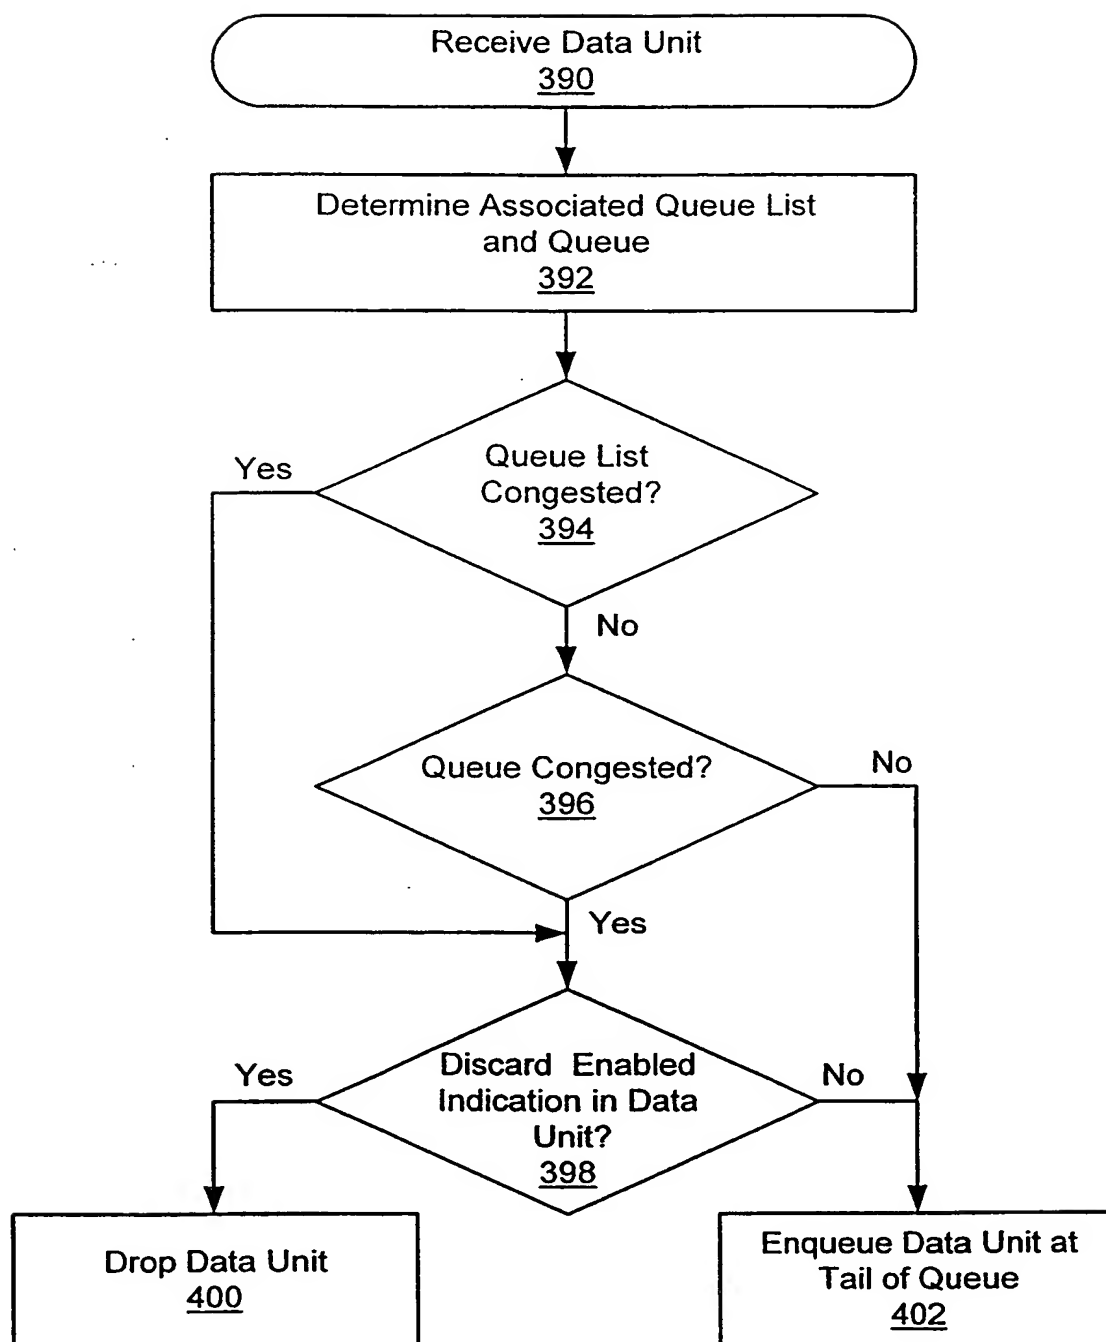 Receive Data Unit
390
Determine Associated Queue List
and Queue
392
Yes
Queue List
Congested?
394
No
Queue Congested?
396
No
Yes
Yes
Discard Enabled
Indication in Data
Unit?
398
No
Drop Data Unit
400
Enqueue Data Unit at
Tail of Queue
402